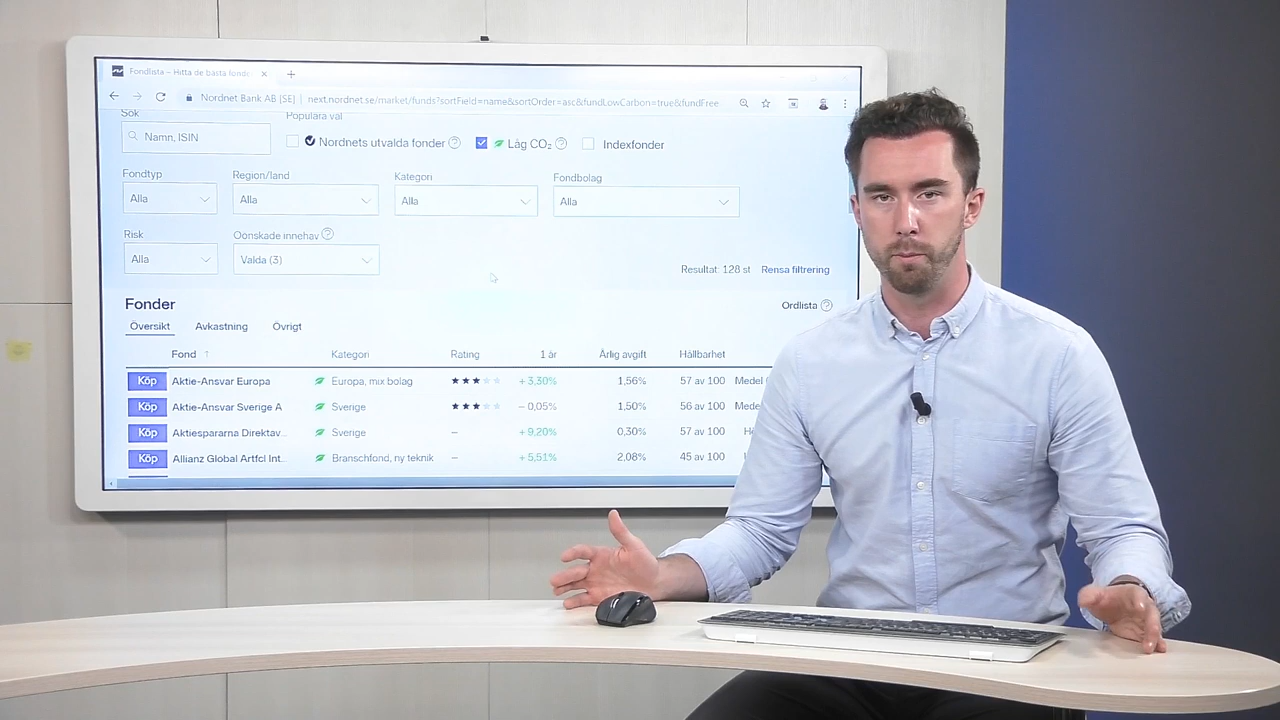 Fondlista – Hitta de bästa fondc
Nordnet Bank AB [SE] | next.nordnet.se/market/funds?sortField=name&sortOrder=asc&fundLowCarbon=true&fundFree
Sök
Populära val
Namn, ISIN
Nordnets utvalda fonder
Låg CO₂
Indexfonder
Fondtyp
Region/land
Kategori
Fondbolag
Alla
Alla
Alla
Alla
Risk
Oönskade innehav
Alla
Valda (3)
Resultat: 128 st
Rensa filtrering
Fonder
Ordlista
Översikt
Avkastning
Övrigt
Fond ↑ Kategori Rating 1 år Årlig avgift Hållbarhet
Köp Aktie-Ansvar Europa Europa, mix bolag ★★★★★ +3,30% 1,56% 57 av 100 Medel
Köp Aktie-Ansvar Sverige A Sverige ★★★★★ –0,05% 1,50% 56 av 100 Mede
Köp Aktiespararna Direktav... Sverige – +9,20% 0,30% 57 av 100 H
Köp Allianz Global Artfcl Int... Branschfond, ny teknik – +5,51% 2,08% 45 av 100